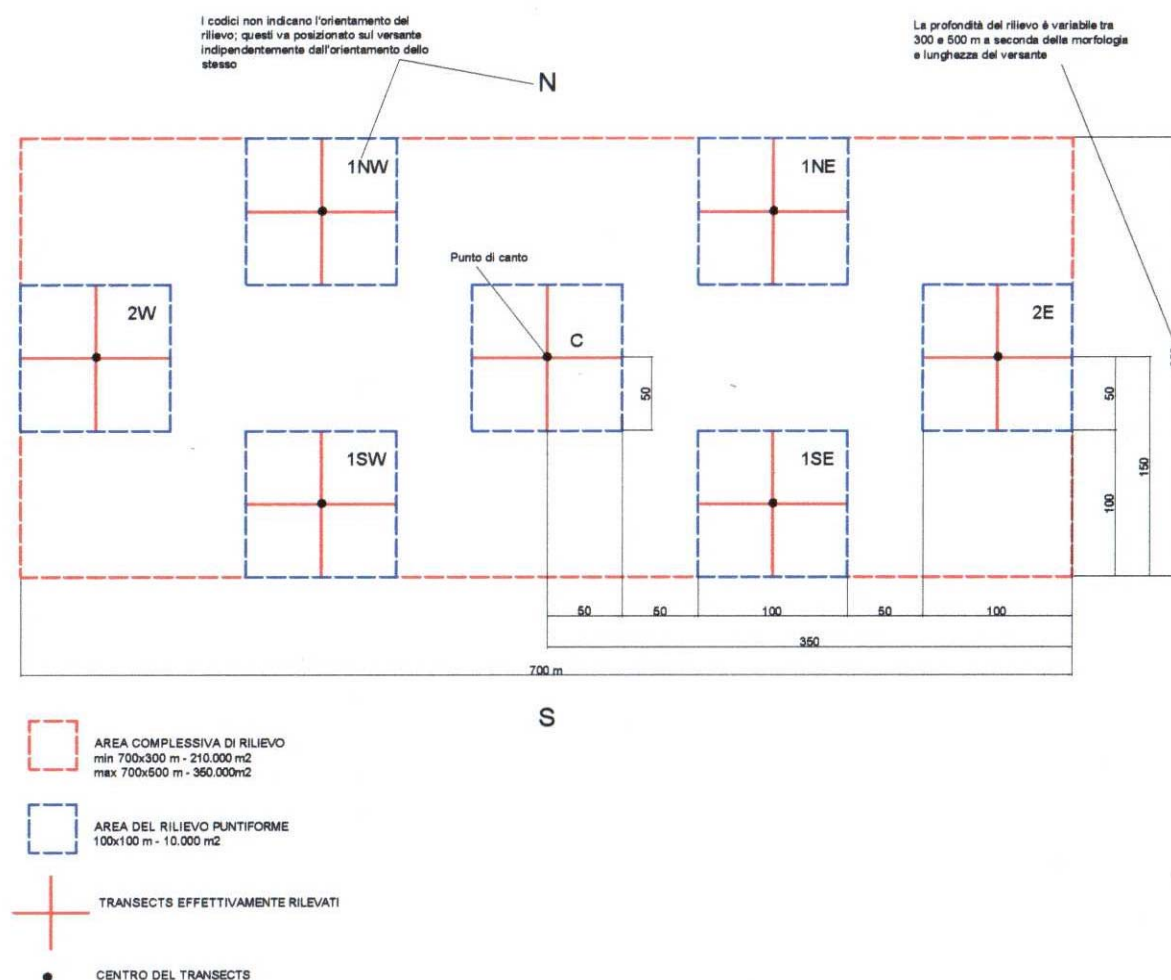 I codici non indicano l'orientamento del
rilievo; questi va posizionato sul versante
indipendentemente dall'orientamento dello
stesso
La profondità del rilievo è variabile tra
300 e 500 m a seconda della morfologia
e lunghezza del versante
N
1NW
1NE
Punto di canto
2W
C
2E
50
50
150
100
1SW
1SE
50
50
100
50
100
350
700 m
S
AREA COMPLESSIVA DI RILIEVO
min 700x300 m - 210.000 m2
max 700x500 m - 350.000m2
AREA DEL RILIEVO PUNTIFORME
100x100 m - 10.000 m2
TRANSECTS EFFETTIVAMENTE RILEVATI
CENTRO DEL TRANSECTS